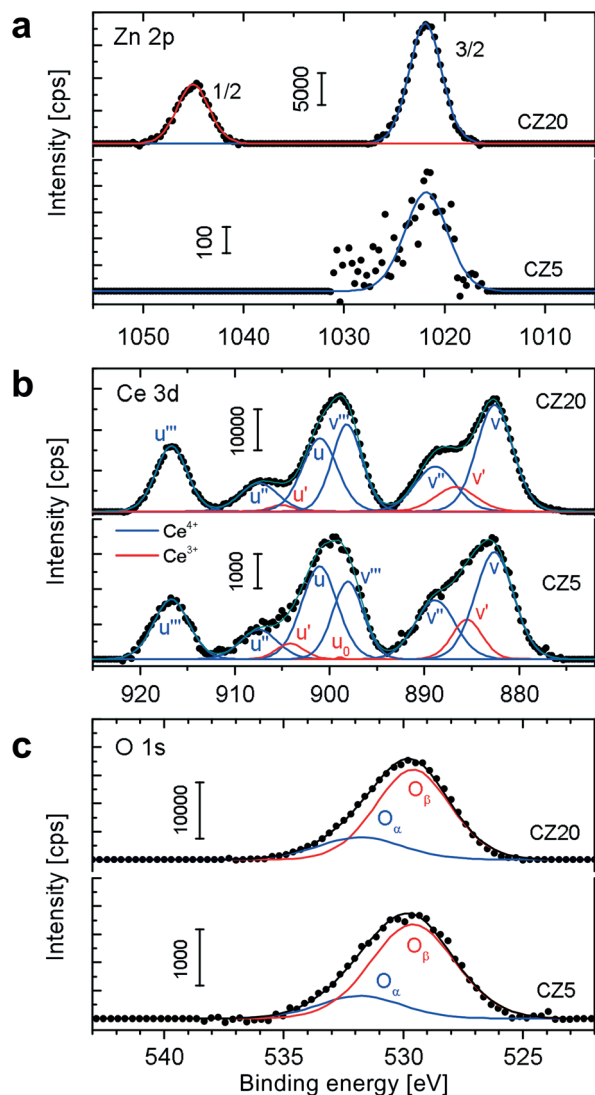 a
Zn 2p
1/2
5000
3/2
CZ20
Intensity [cps]
100
CZ5
1050 1040 1030 1020 1010
b
Ce 3d
u'''
u''
u'
u
v'''
10000
v''
v'
v
CZ20
Intensity [cps]
Ce4+
Ce3+
1000
u'''
u''
u'
u
u0
v'''
v''
v'
v
CZ5
920 910 900 890 880
c
O 1s
10000
Oα
Oβ
CZ20
Intensity [cps]
1000
Oα
Oβ
CZ5
540 535 530 525
Binding energy [eV]